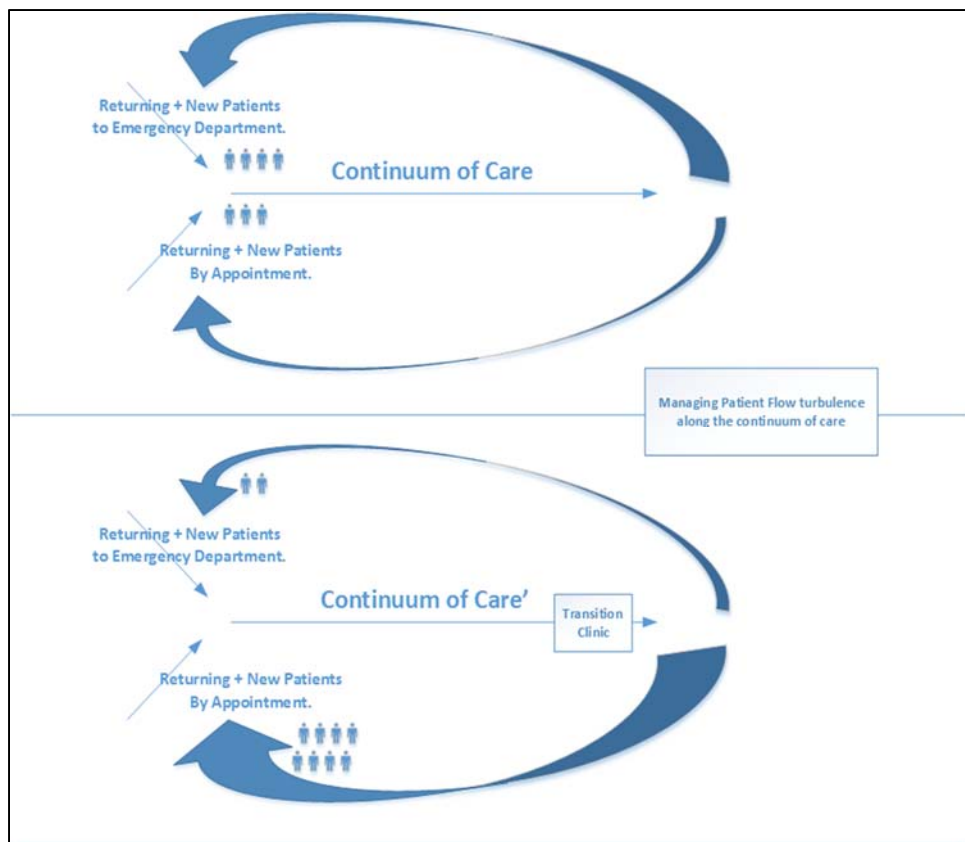 Returning + New Patients
to Emergency Department.
Continuum of Care
Returning + New Patients
By Appointment.
Managing Patient Flow turbulence
along the continuum of care
Returning + New Patients
to Emergency Department.
Continuum of Care’
Transition
Clinic
Returning + New Patients
By Appointment.